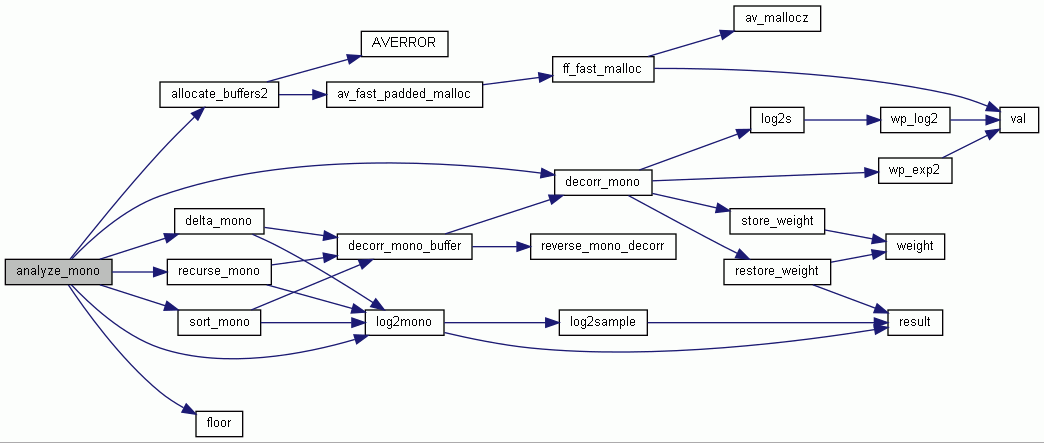 av_mallocz
AVERROR
ff_fast_malloc
allocate_buffers2
av_fast_padded_malloc
log2s
wp_log2
val
wp_exp2
decorr_mono
delta_mono
store_weight
decorr_mono_buffer
reverse_mono_decorr
weight
analyze_mono
recurse_mono
restore_weight
sort_mono
log2mono
log2sample
result
floor